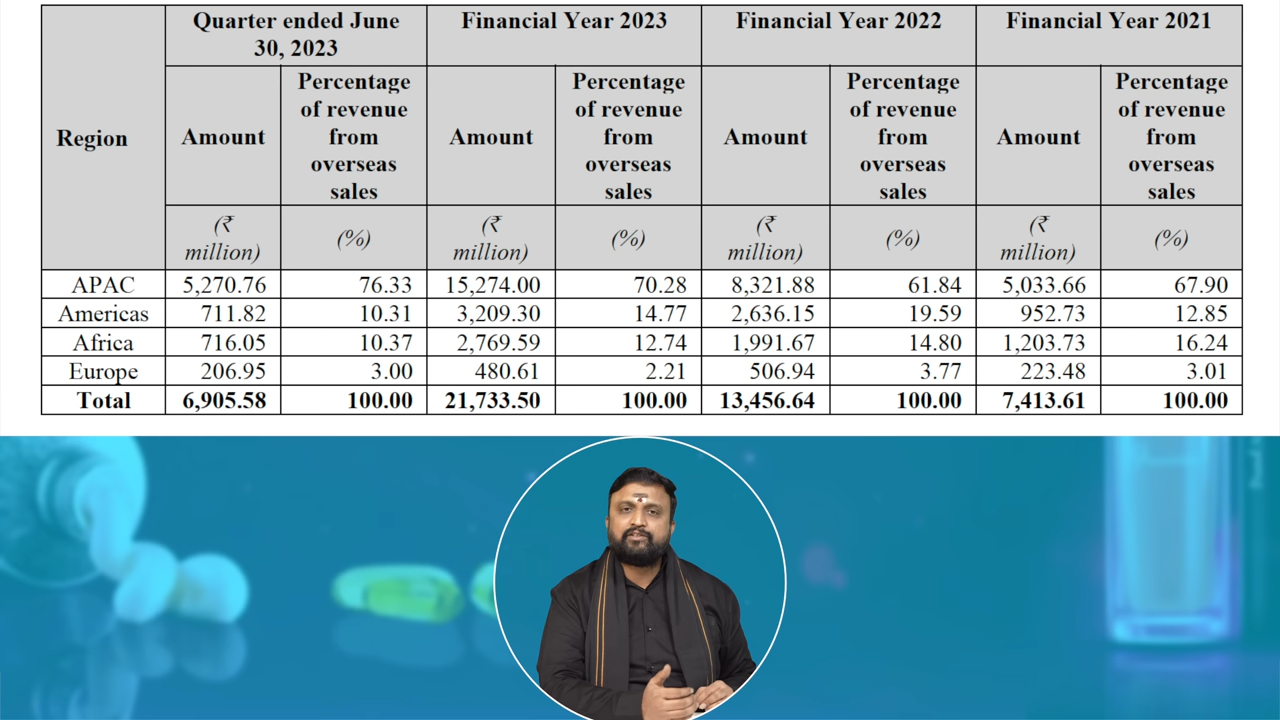 Region | Quarter ended June 30, 2023 | Financial Year 2023 | Financial Year 2022 | Financial Year 2021
Amount | Percentage of revenue from overseas sales | Amount | Percentage of revenue from overseas sales | Amount | Percentage of revenue from overseas sales | Amount | Percentage of revenue from overseas sales
(₹ million) | (%) | (₹ million) | (%) | (₹ million) | (%) | (₹ million) | (%)
APAC | 5,270.76 | 76.33 | 15,274.00 | 70.28 | 8,321.88 | 61.84 | 5,033.66 | 67.90
Americas | 711.82 | 10.31 | 3,209.30 | 14.77 | 2,636.15 | 19.59 | 952.73 | 12.85
Africa | 716.05 | 10.37 | 2,769.59 | 12.74 | 1,991.67 | 14.80 | 1,203.73 | 16.24
Europe | 206.95 | 3.00 | 480.61 | 2.21 | 506.94 | 3.77 | 223.48 | 3.01
Total | 6,905.58 | 100.00 | 21,733.50 | 100.00 | 13,456.64 | 100.00 | 7,413.61 | 100.00